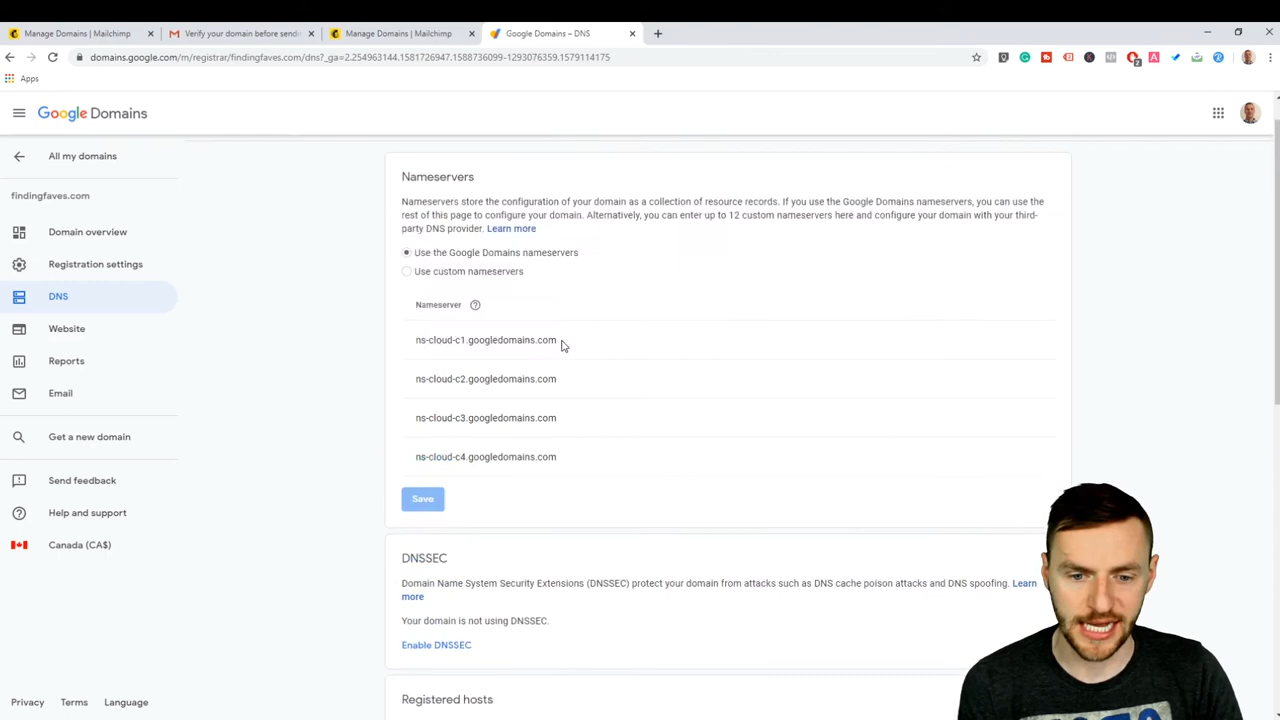 Manage Domains | Mailchimp
Verify your domain before sendi
Manage Domains | Mailchimp
Google Domains – DNS
domains.google.com/m/registrar/findingfaves.com/dns?_ga=2.254963144.1581726947.1588736099-1293076359.1579114175
Apps
Google Domains
All my domains
findingfaves.com
Domain overview
Registration settings
DNS
Website
Reports
Email
Get a new domain
Send feedback
Help and support
Canada (CA$)
Privacy Terms Language
Nameservers
Nameservers store the configuration of your domain as a collection of resource records. If you use the Google Domains nameservers, you can use the
rest of this page to configure your domain. Alternatively, you can enter up to 12 custom nameservers here and configure your domain with your third-
party DNS provider. Learn more
Use the Google Domains nameservers
Use custom nameservers
Nameserver
ns-cloud-c1.googledomains.com
ns-cloud-c2.googledomains.com
ns-cloud-c3.googledomains.com
ns-cloud-c4.googledomains.com
Save
DNSSEC
Domain Name System Security Extensions (DNSSEC) protect your domain from attacks such as DNS cache poison attacks and DNS spoofing. Learn
more
Your domain is not using DNSSEC.
Enable DNSSEC
Registered hosts